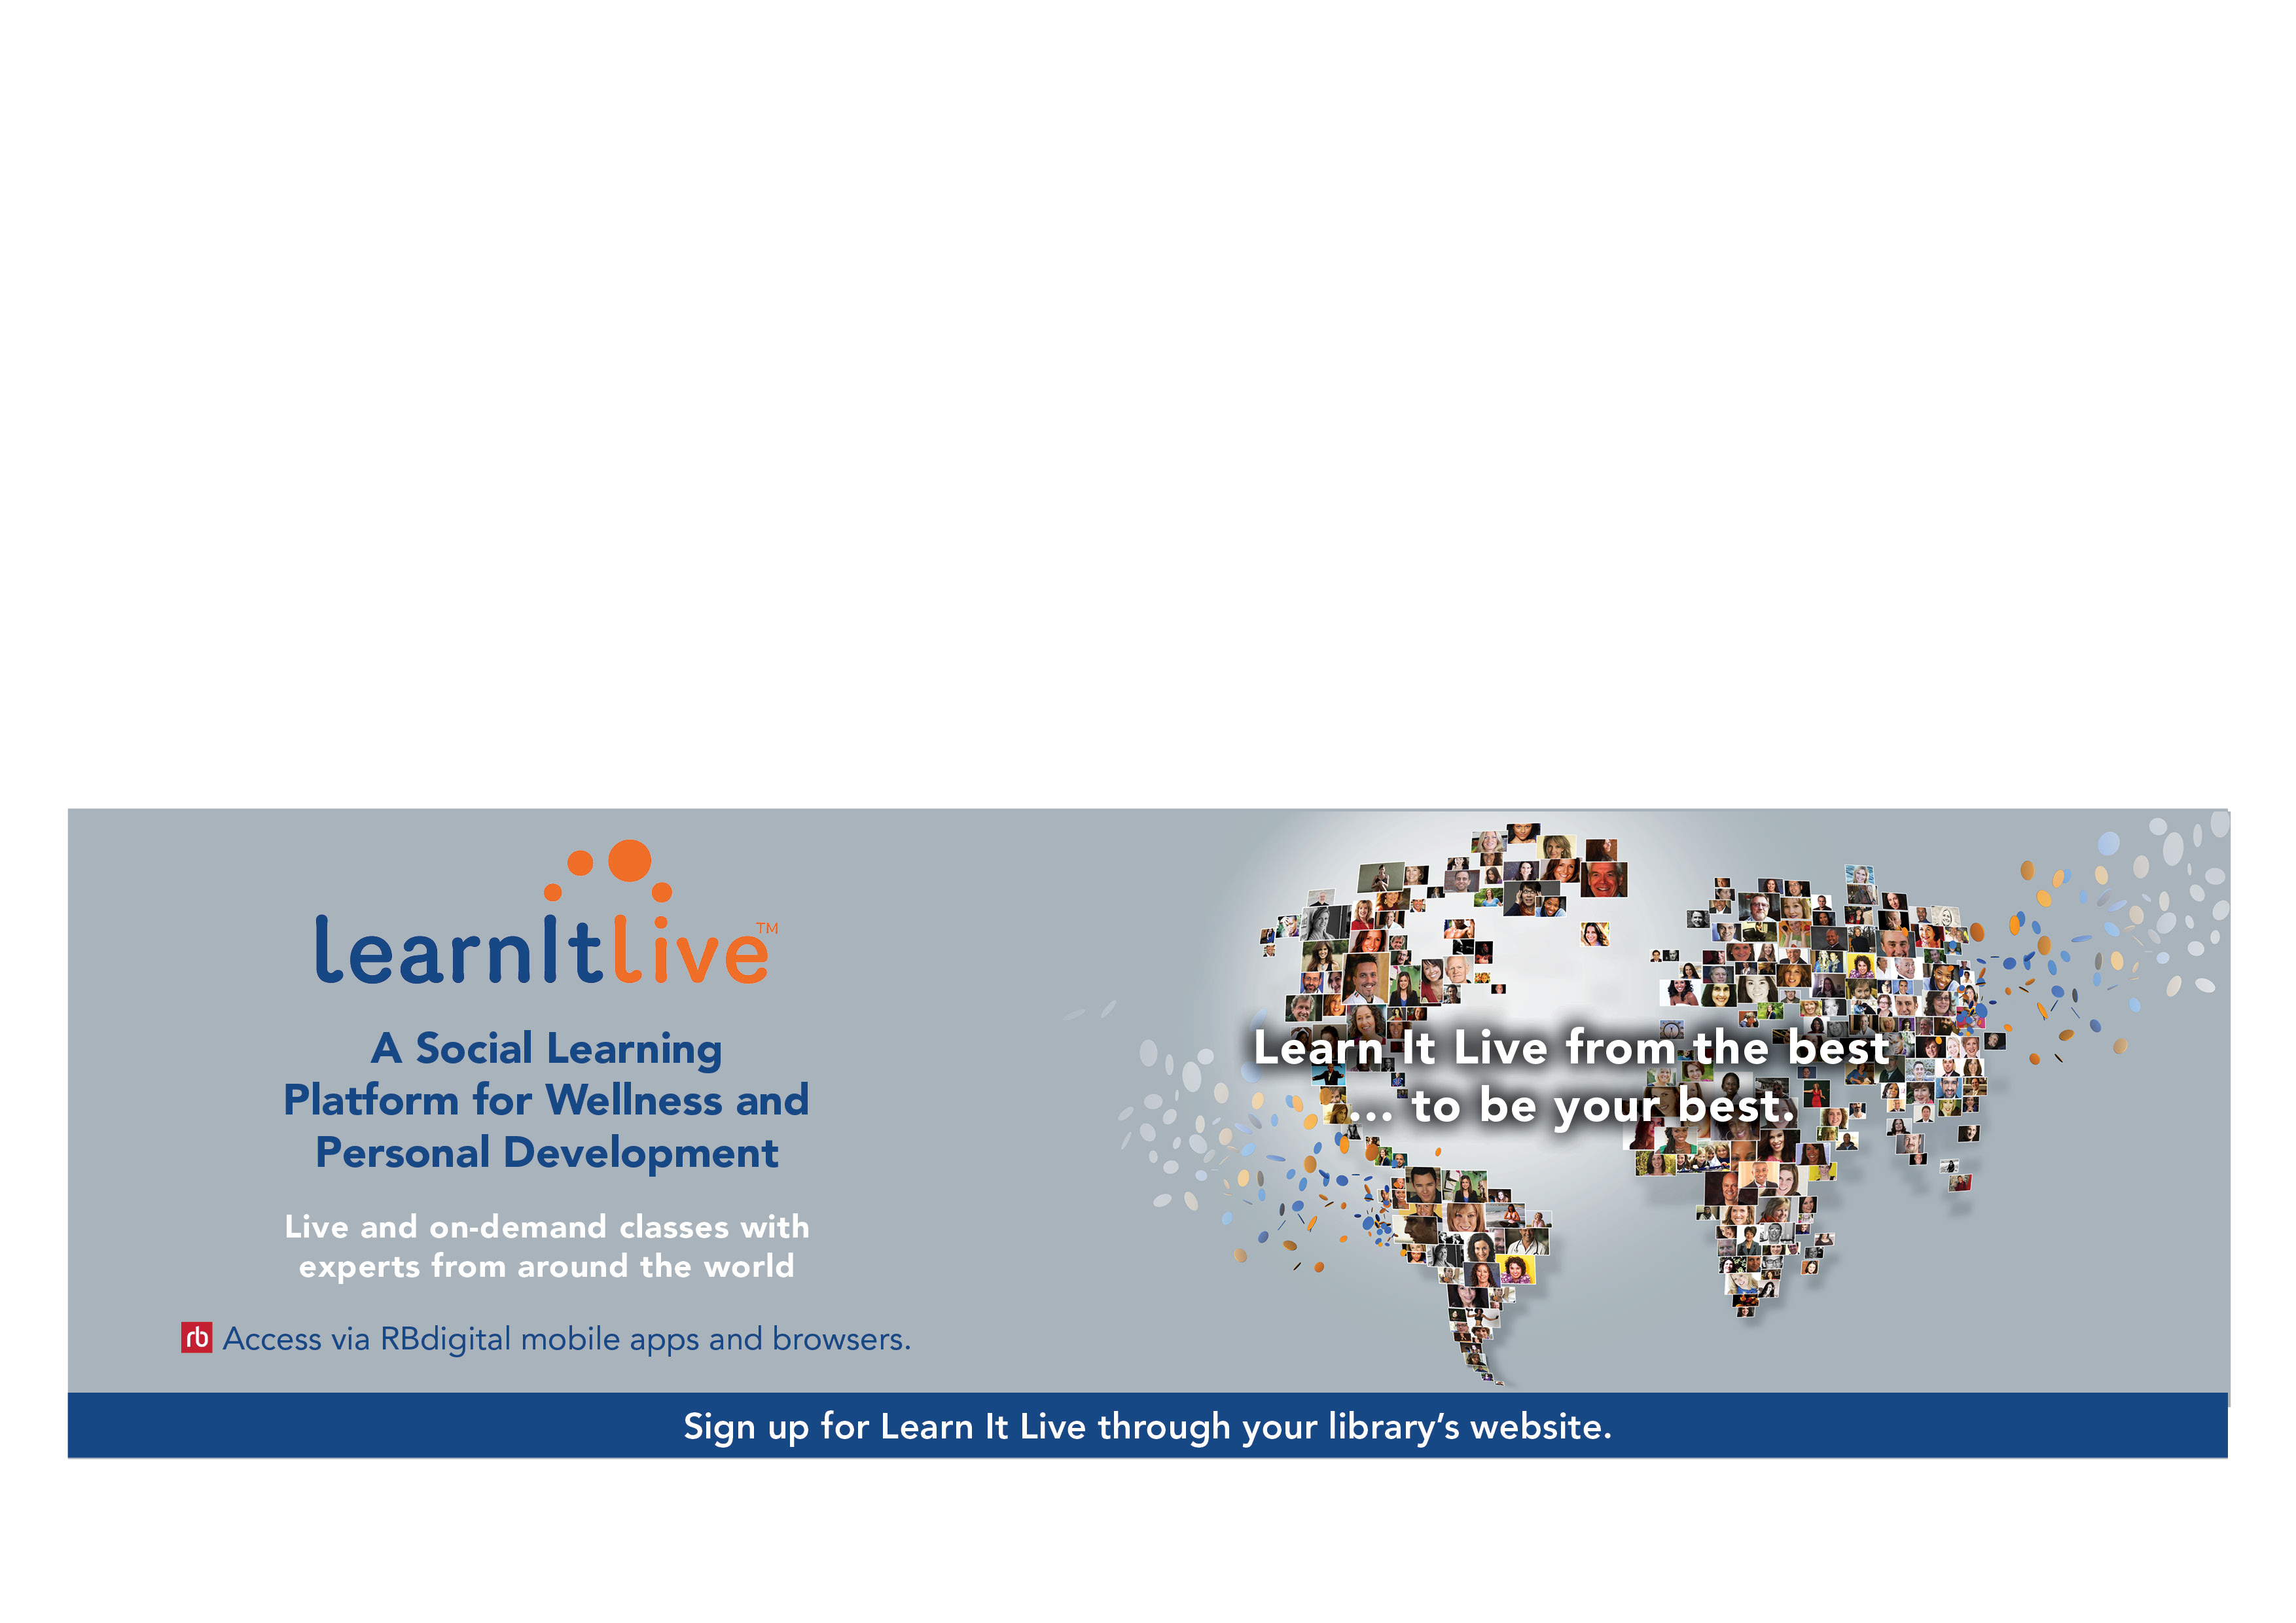 learnItlive™
A Social Learning
Platform for Wellness and
Personal Development
Live and on-demand classes with
experts from around the world
rb Access via RBdigital mobile apps and browsers.
Learn It Live from the best
... to be your best.
Sign up for Learn It Live through your library’s website.